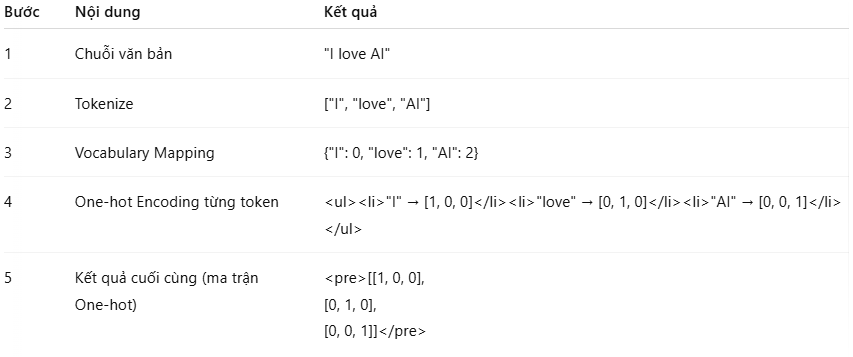 Bước Nội dung Kết quả
1 Chuỗi văn bản "I love AI"
2 Tokenize ["I", "love", "AI"]
3 Vocabulary Mapping {"I": 0, "love": 1, "AI": 2}
4 One-hot Encoding từng token <ul><li>"I" → [1, 0, 0]</li><li>"love" → [0, 1, 0]</li><li>"AI" → [0, 0, 1]</li>
</ul>
5 Kết quả cuối cùng (ma trận <pre>[[1, 0, 0],
One-hot) [0, 1, 0],
[0, 0, 1]]</pre>